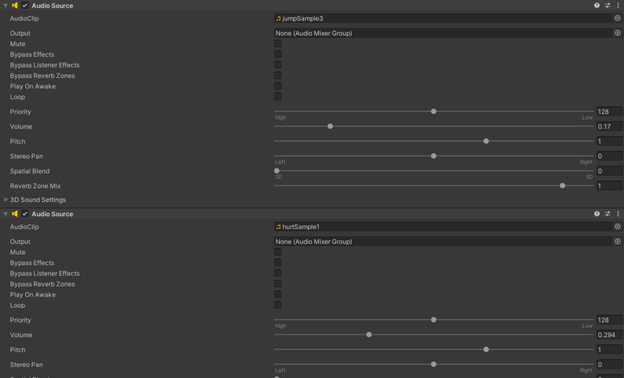 Audio Source
AudioClip jumpSample3
Output None (Audio Mixer Group)
Mute
Bypass Effects
Bypass Listener Effects
Bypass Reverb Zones
Play On Awake
Loop
Priority 128
High Low
Volume 0.17
Pitch 1
Stereo Pan 0
Left Right
Spatial Blend 0
2D 3D
Reverb Zone Mix 1
3D Sound Settings
Audio Source
AudioClip hurtSample1
Output None (Audio Mixer Group)
Mute
Bypass Effects
Bypass Listener Effects
Bypass Reverb Zones
Play On Awake
Loop
Priority 128
High Low
Volume 0.294
Pitch 1
Stereo Pan 0
Left Right